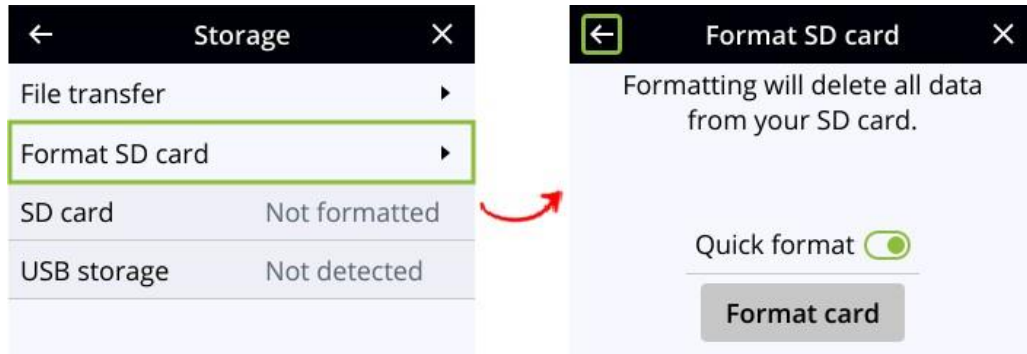 Storage
File transfer
Format SD card
SD card Not formatted
USB storage Not detected
Format SD card
Formatting will delete all data
from your SD card.
Quick format
Format card